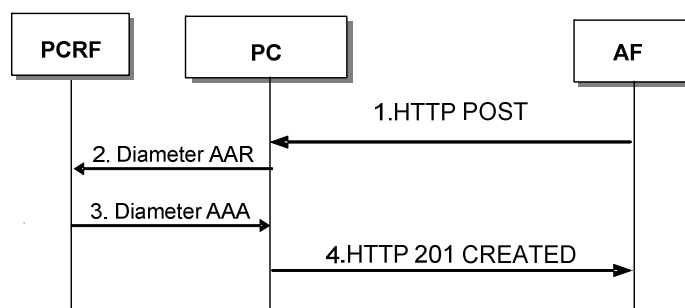 PCRF
PC
AF
1.HTTP POST
2. Diameter AAR
3. Diameter AAA
4.HTTP 201 CREATED